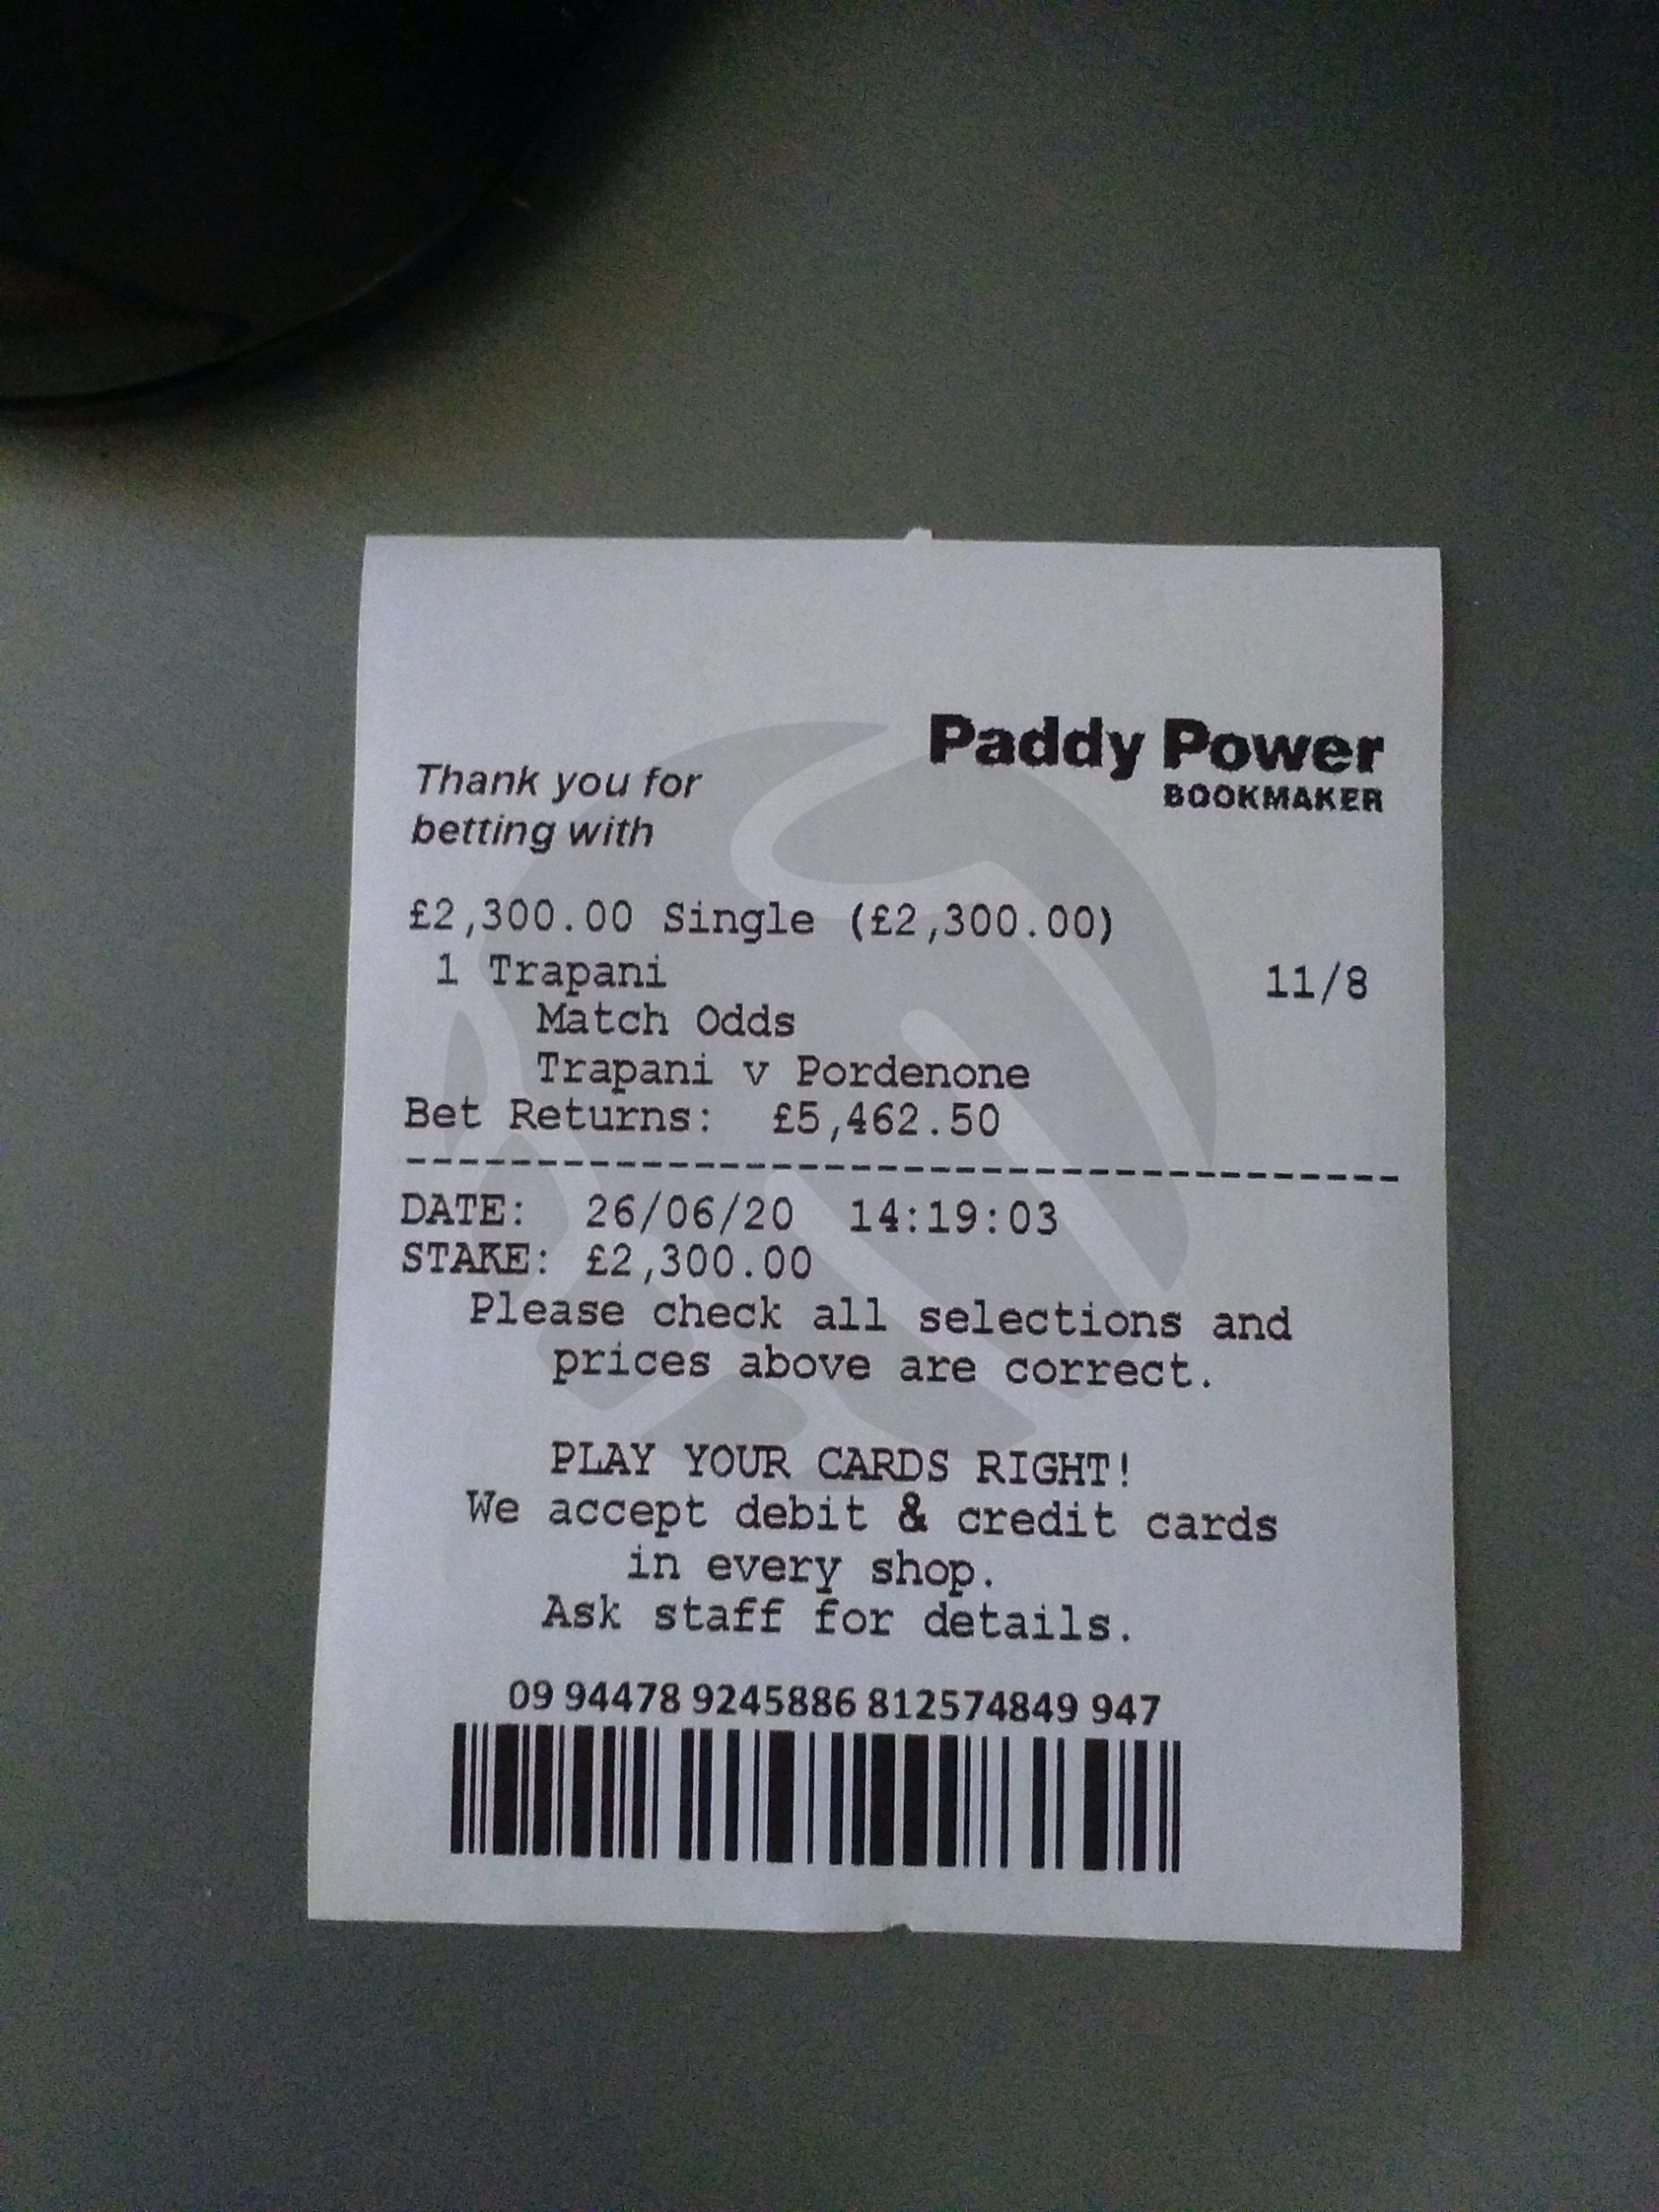 Paddy Power
BOOKMAKER
Thank you for
betting with
£2,300.00 Single (£2,300.00)
1 Trapani 11/8
Match Odds
Trapani v Pordenone
Bet Returns: £5,462.50
--------------------------------------
DATE: 26/06/20 14:19:03
STAKE: £2,300.00
Please check all selections and
prices above are correct.
PLAY YOUR CARDS RIGHT!
We accept debit & credit cards
in every shop.
Ask staff for details.
09 94478 9245886 812574849 947